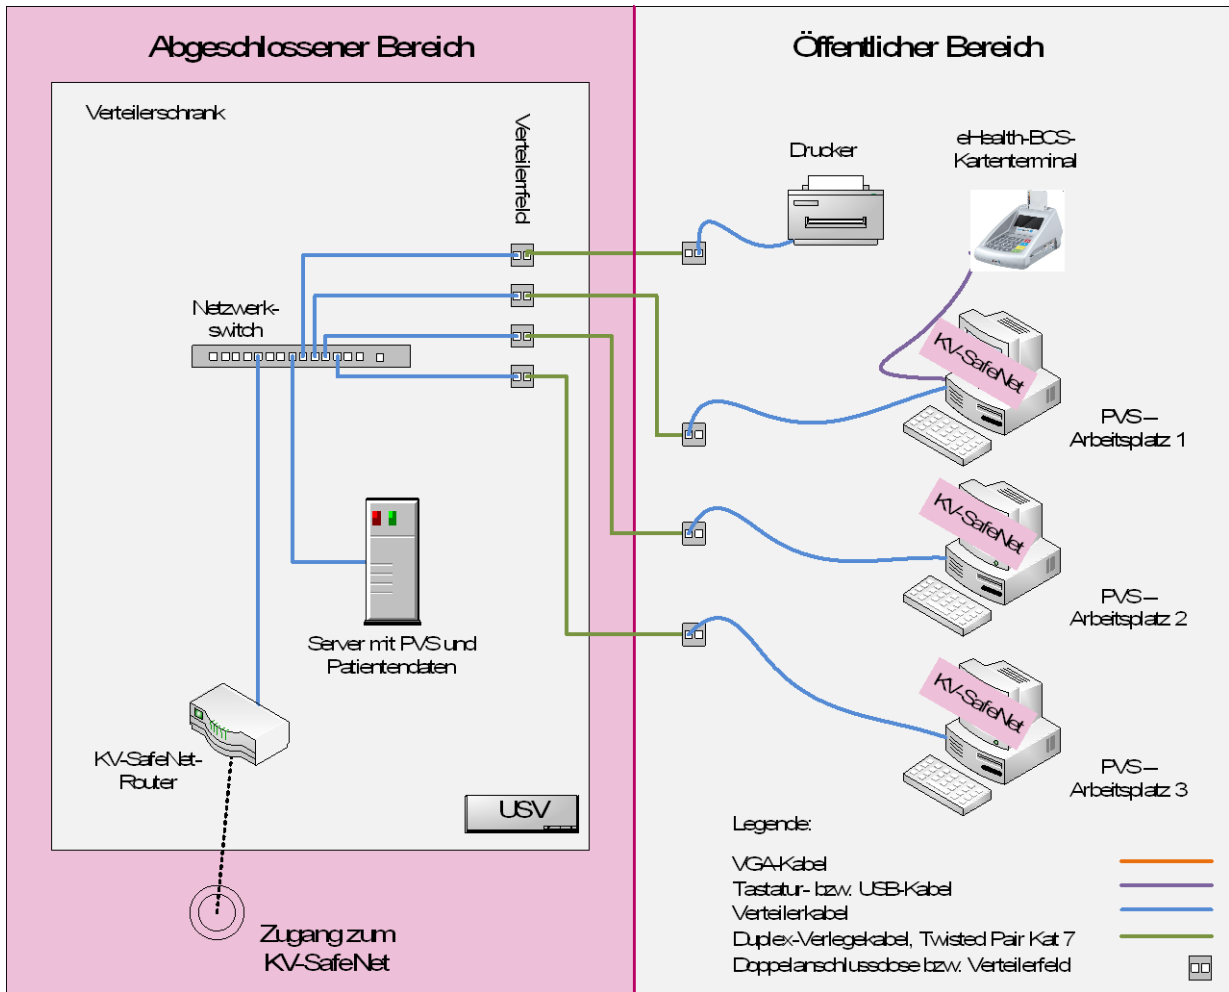 Abgeschlossener Bereich
Öffentlicher Bereich
Verteilerschrank
Verteilerrfeld
Drucker
eHealth-BCS-
Kartenterminal
Netzwerk-
switch
KV-SafeNet
PVS –
Arbeitsplatz 1
KV-SafeNet
PVS –
Arbeitsplatz 2
Server mit PVS und
Patientendaten
KV-SafeNet
PVS –
Arbeitsplatz 3
KV-SafeNet-
Router
USV
Zugang zum
KV-SafeNet
Legende:
VGA-Kabel
Tastatur- bzw. USB-Kabel
Verteilerkabel
Duplex-Verlegekabel, Twisted Pair Kat 7
Doppelanschlussdose bzw. Verteilerfeld